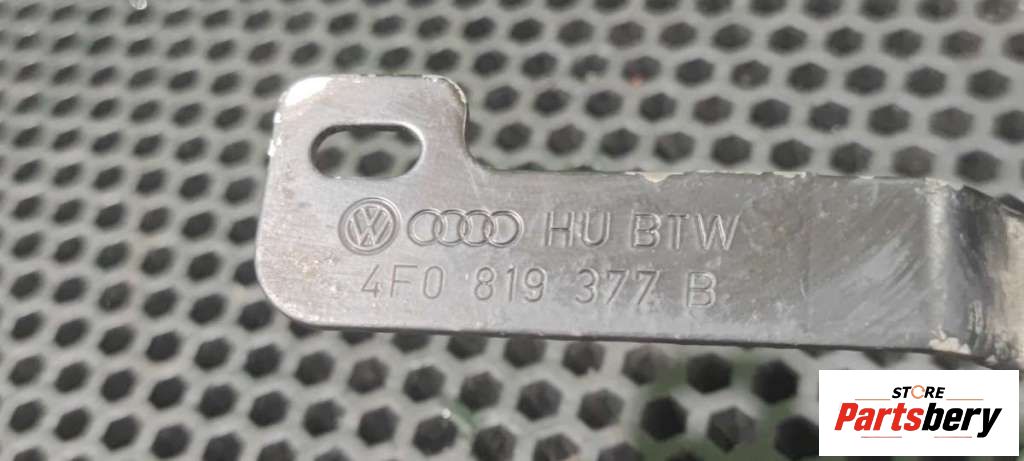 HU BTW
4F0 819 377 B
STORE
Partsbery